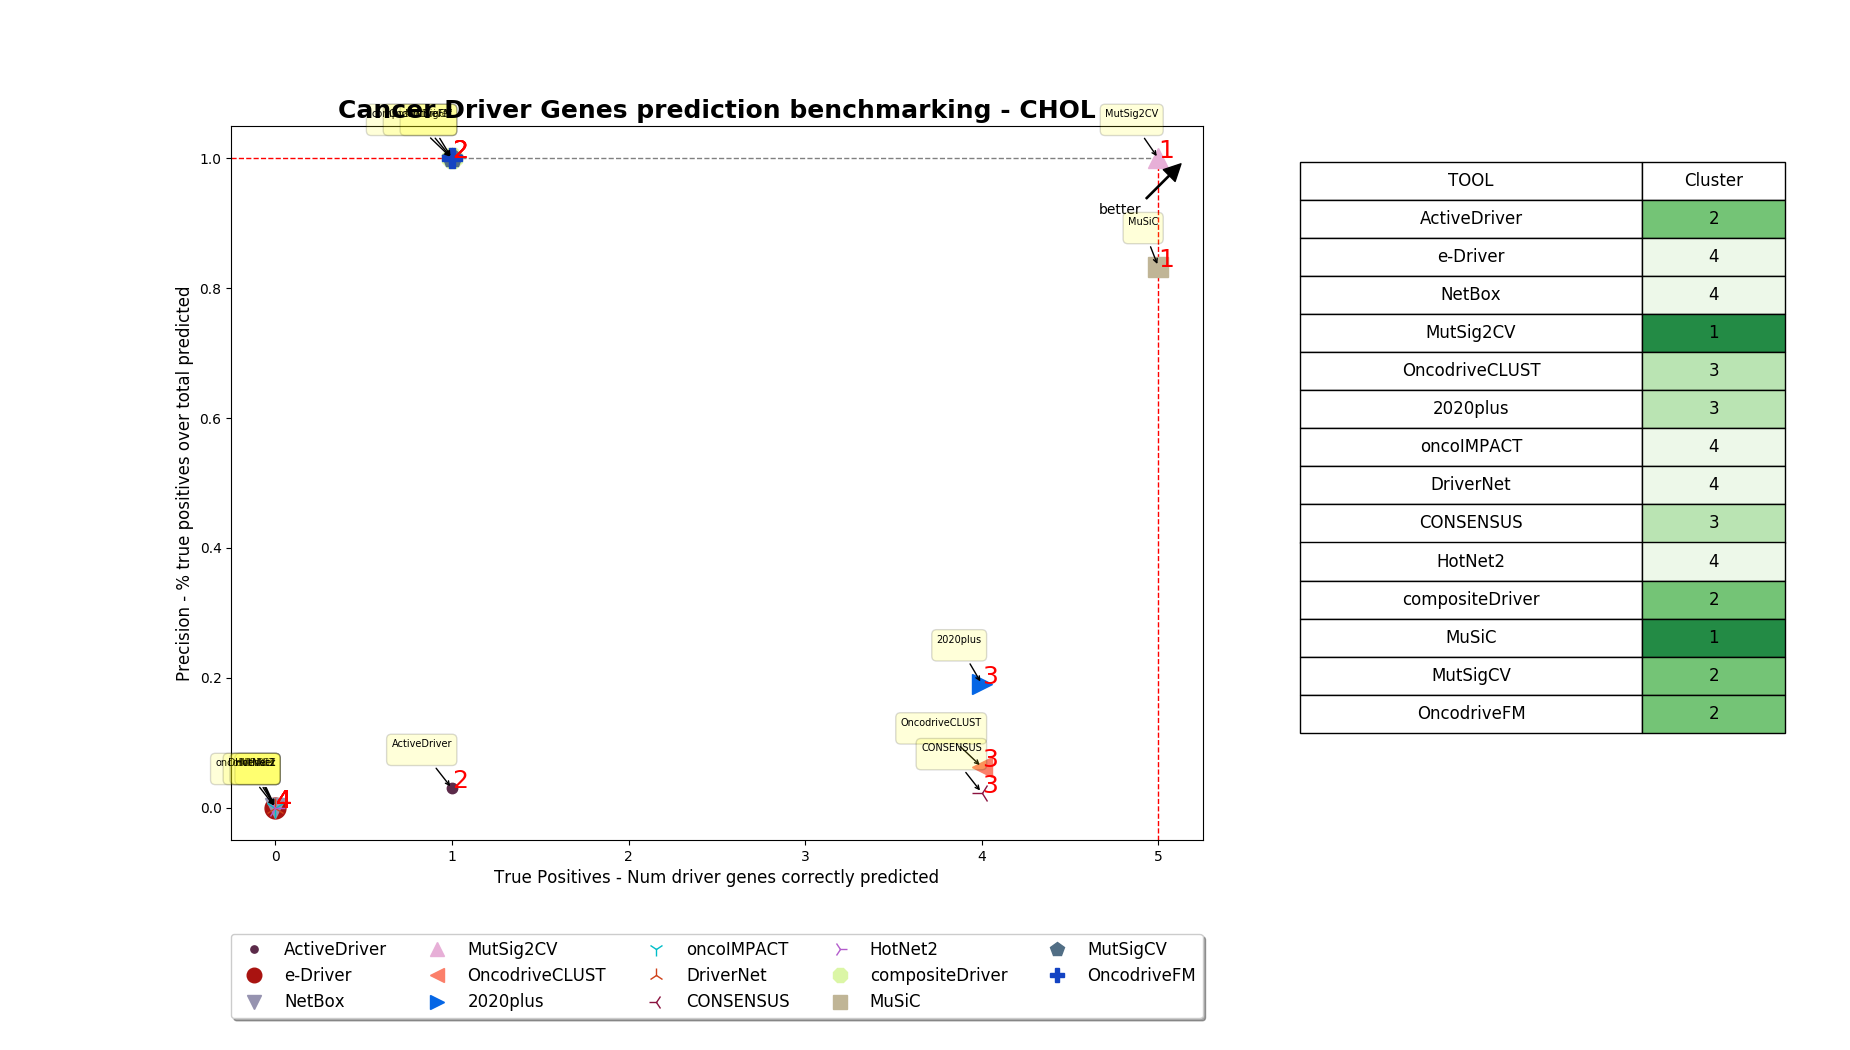 Cancer Driver Genes prediction benchmarking - CHOL
MutSig2CV
1
2
better
MuSiC
1
2020plus
3
OncodriveCLUST
3
CONSENSUS
3
ActiveDriver
2
4
Precision - % true positives over total predicted
1.0
0.8
0.6
0.4
0.2
0.0
0 1 2 3 4 5
True Positives - Num driver genes correctly predicted
TOOL Cluster
ActiveDriver 2
e-Driver 4
NetBox 4
MutSig2CV 1
OncodriveCLUST 3
2020plus 3
oncoIMPACT 4
DriverNet 4
CONSENSUS 3
HotNet2 4
compositeDriver 2
MuSiC 1
MutSigCV 2
OncodriveFM 2
ActiveDriver MutSig2CV oncoIMPACT HotNet2 MutSigCV
e-Driver OncodriveCLUST DriverNet compositeDriver OncodriveFM
NetBox 2020plus CONSENSUS MuSiC